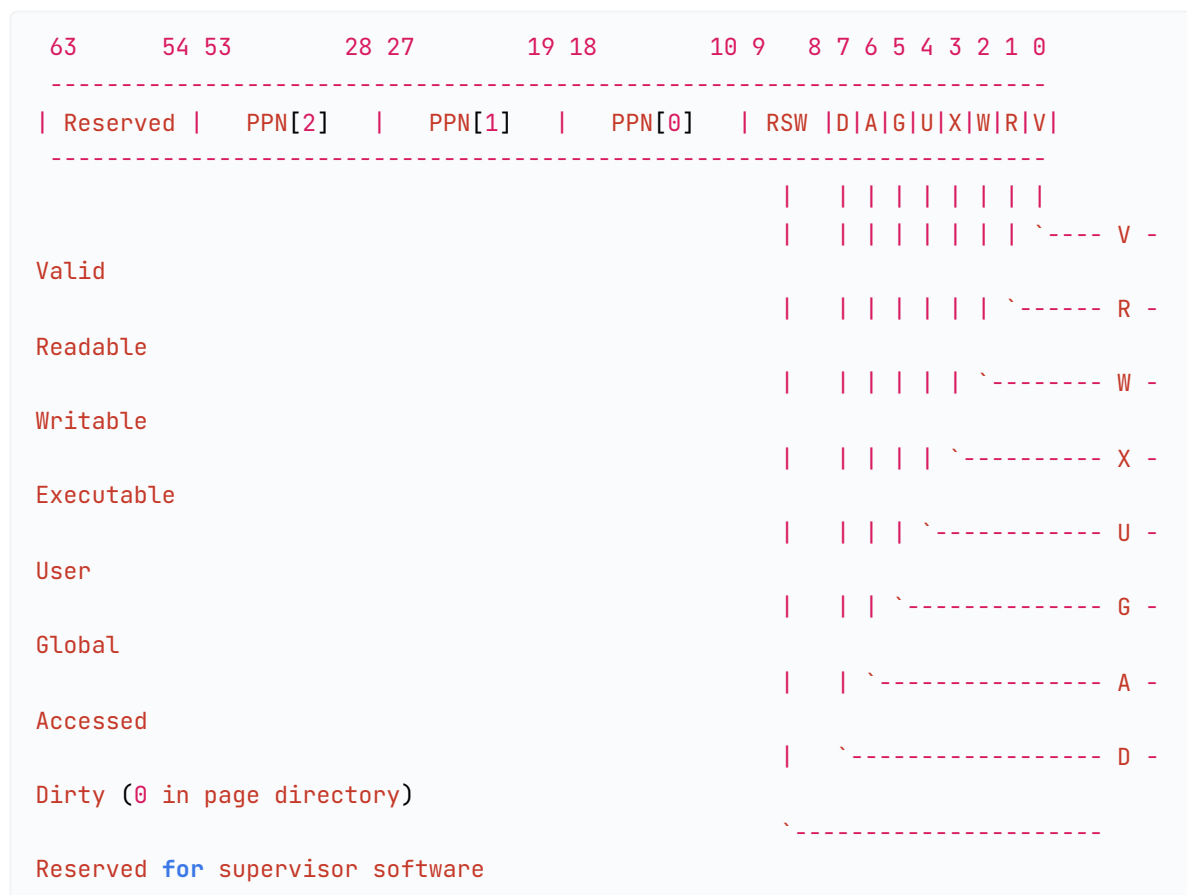 63      54 53        28 27        19 18        10 9   8 7 6 5 4 3 2 1 0
-----------------------------------------------------------------------
| Reserved |   PPN[2]   |   PPN[1]   |   PPN[0]   | RSW |D|A|G|U|X|W|R|V|
-----------------------------------------------------------------------
|   | | | | | | | |
|   | | | | | | | `---- V -
Valid
|   | | | | | | `------ R -
Readable
|   | | | | | `-------- W -
Writable
|   | | | | `---------- X -
Executable
|   | | | `------------ U -
User
|   | | `-------------- G -
Global
|   | `---------------- A -
Accessed
|   `------------------ D -
Dirty (0 in page directory)
`----------------------
Reserved for supervisor software